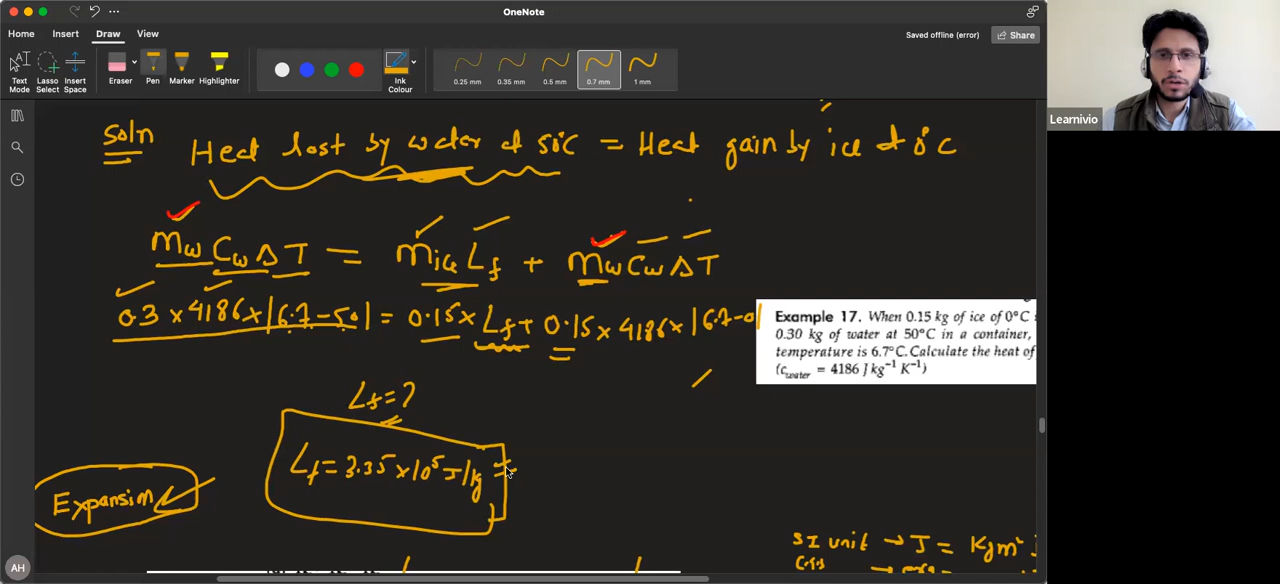 OneNote
Home Insert Draw View
Saved offline (error)
Share
Text Mode
Lasso Select
Insert Space
Eraser
Pen
Marker
Highlighter
Ink Colour
0.25 mm
0.35 mm
0.5 mm
0.7 mm
1 mm
Learnivio
Soln Heat lost by water at 50°C = Heat gain by ice at 0°C
Mw Cw ΔT = Mice Lf + Mw Cw ΔT
0.3 × 4186 × |6.7-50| = 0.15 × Lf + 0.15 × 4186 × |6.7-0|
Example 17. When 0.15 kg of ice of 0°C
0.30 kg of water at 50°C in a container,
temperature is 6.7°C. Calculate the heat of
(cwater = 4186 J kg⁻¹ K⁻¹)
Lf = ?
Lf = 3.35 × 10⁵ J/kg
Expansion
SI unit → J = Kgm²
AH